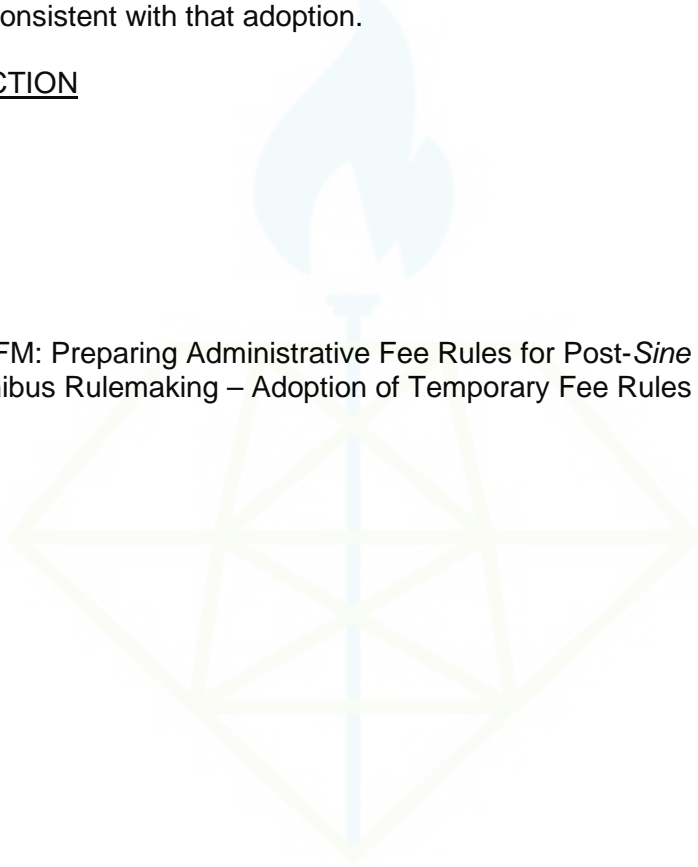 onsistent with that adoption.
CTION
FM: Preparing Administrative Fee Rules for Post-Sine
nibus Rulemaking – Adoption of Temporary Fee Rules